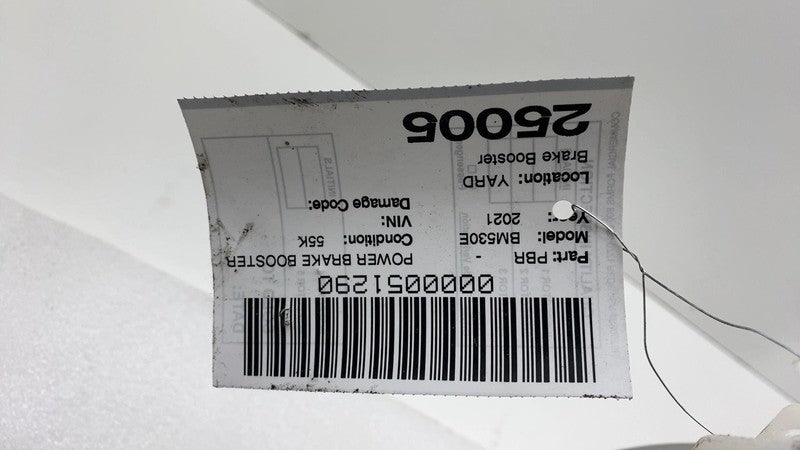 0000051290
Part: PBR - POWER BRAKE BOOSTER
Model: BM530E Condition: 55K
Year: 2021 VIN:
Location: YARD Damage Code:
Brake Booster
25005